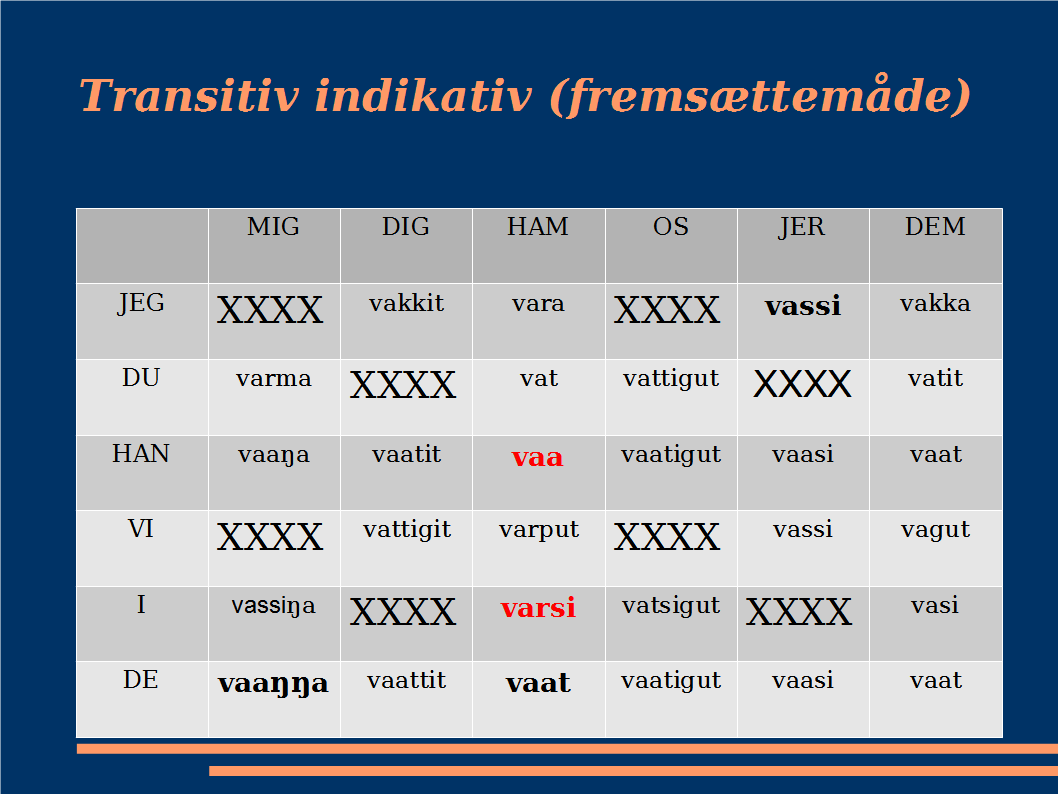 Transitiv indikativ (fremsættemåde)
MIG DIG HAM OS JER DEM
JEG XXXX vakkit vara XXXX vassi vakka
DU varma XXXX vat vattigut XXXX vatit
HAN vaaŋa vaatit vaa vaatigut vaasi vaat
VI XXXX vattigit varput XXXX vassi vagut
I vassiŋa XXXX varsi vatsigut XXXX vasi
DE vaaŋŋa vaattit vaat vaatigut vaasi vaat